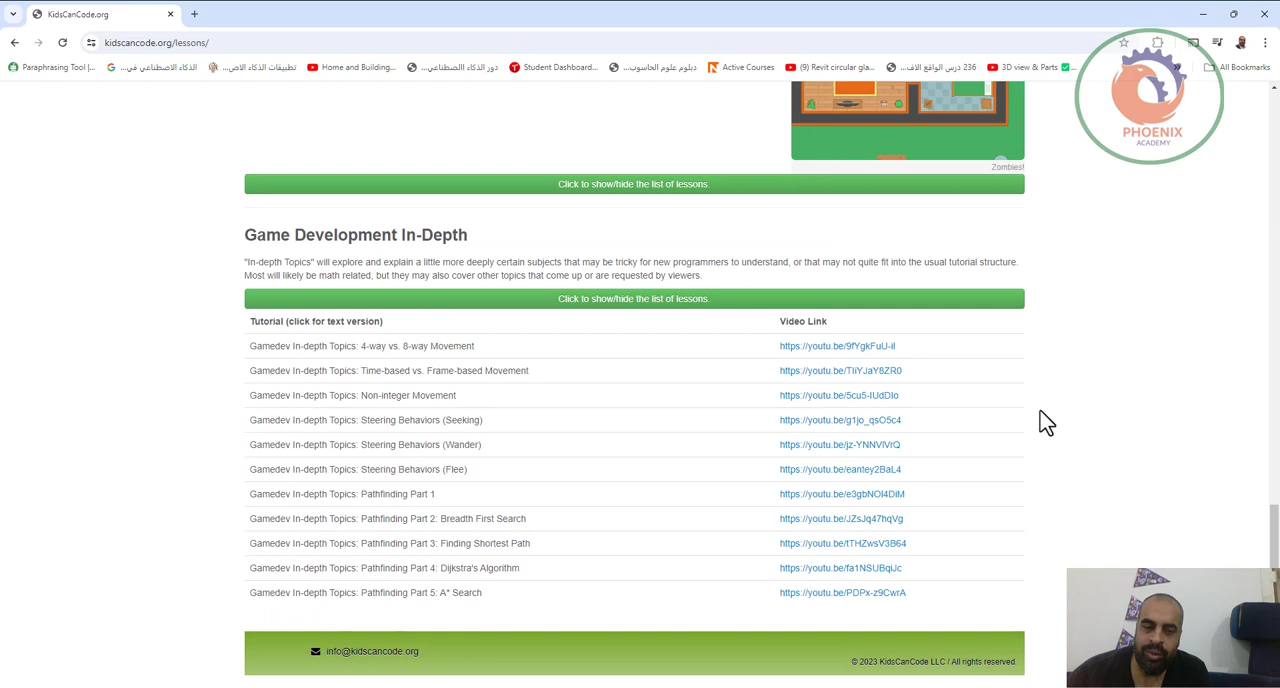 KidsCanCode.org
kidscancode.org/lessons/
Paraphrasing Tool |...
الذكاء الاصطناعي في...
تطبيقات الذكاء الاص...
Home and Building...
دور الذكاء الاصطناع...
Student Dashboard...
دبلوم علوم الحاسوب...
Active Courses
(9) Revit circular gla...
236 درس الواقع الاف...
3D view & Parts
All Bookmarks
PHOENIX
ACADEMY
Zombies!
Click to show/hide the list of lessons.
Game Development In-Depth
"In-depth Topics" will explore and explain a little more deeply certain subjects that may be tricky for new programmers to understand, or that may not quite fit into the usual tutorial structure.
Most will likely be math related, but they may also cover other topics that come up or are requested by viewers.
Click to show/hide the list of lessons.
Tutorial (click for text version) Video Link
Gamedev In-depth Topics: 4-way vs. 8-way Movement https://youtu.be/9fYgkFuU-iI
Gamedev In-depth Topics: Time-based vs. Frame-based Movement https://youtu.be/TIiYJaY8ZR0
Gamedev In-depth Topics: Non-integer Movement https://youtu.be/5cu5-IUdDIo
Gamedev In-depth Topics: Steering Behaviors (Seeking) https://youtu.be/g1jo_qsO5c4
Gamedev In-depth Topics: Steering Behaviors (Wander) https://youtu.be/jz-YNNVlVrQ
Gamedev In-depth Topics: Steering Behaviors (Flee) https://youtu.be/eantey2BaL4
Gamedev In-depth Topics: Pathfinding Part 1 https://youtu.be/e3gbNOl4DiM
Gamedev In-depth Topics: Pathfinding Part 2: Breadth First Search https://youtu.be/JZsJq47hqVg
Gamedev In-depth Topics: Pathfinding Part 3: Finding Shortest Path https://youtu.be/tTHZwsV3B64
Gamedev In-depth Topics: Pathfinding Part 4: Dijkstra's Algorithm https://youtu.be/fa1NSUBqiJc
Gamedev In-depth Topics: Pathfinding Part 5: A* Search https://youtu.be/PDPx-z9CwrA
info@kidscancode.org
© 2023 KidsCanCode LLC / All rights reserved.